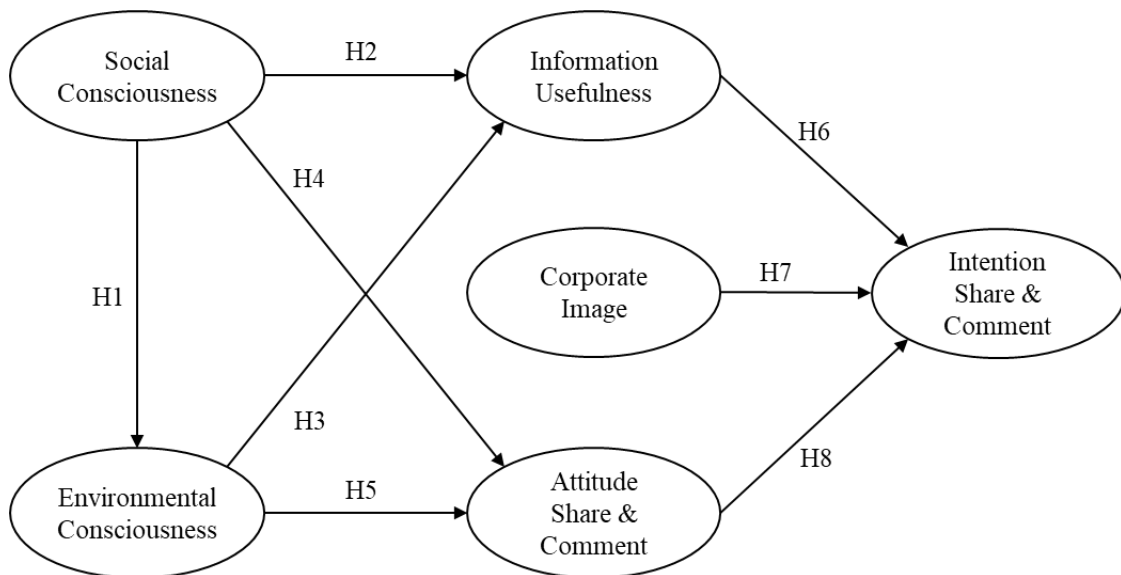 Social
Consciousness
H2
Information
Usefulness
H6
H4
H1
Corporate
Image
H7
Intention
Share &
Comment
H3
Environmental
Consciousness
H5
Attitude
Share &
Comment
H8